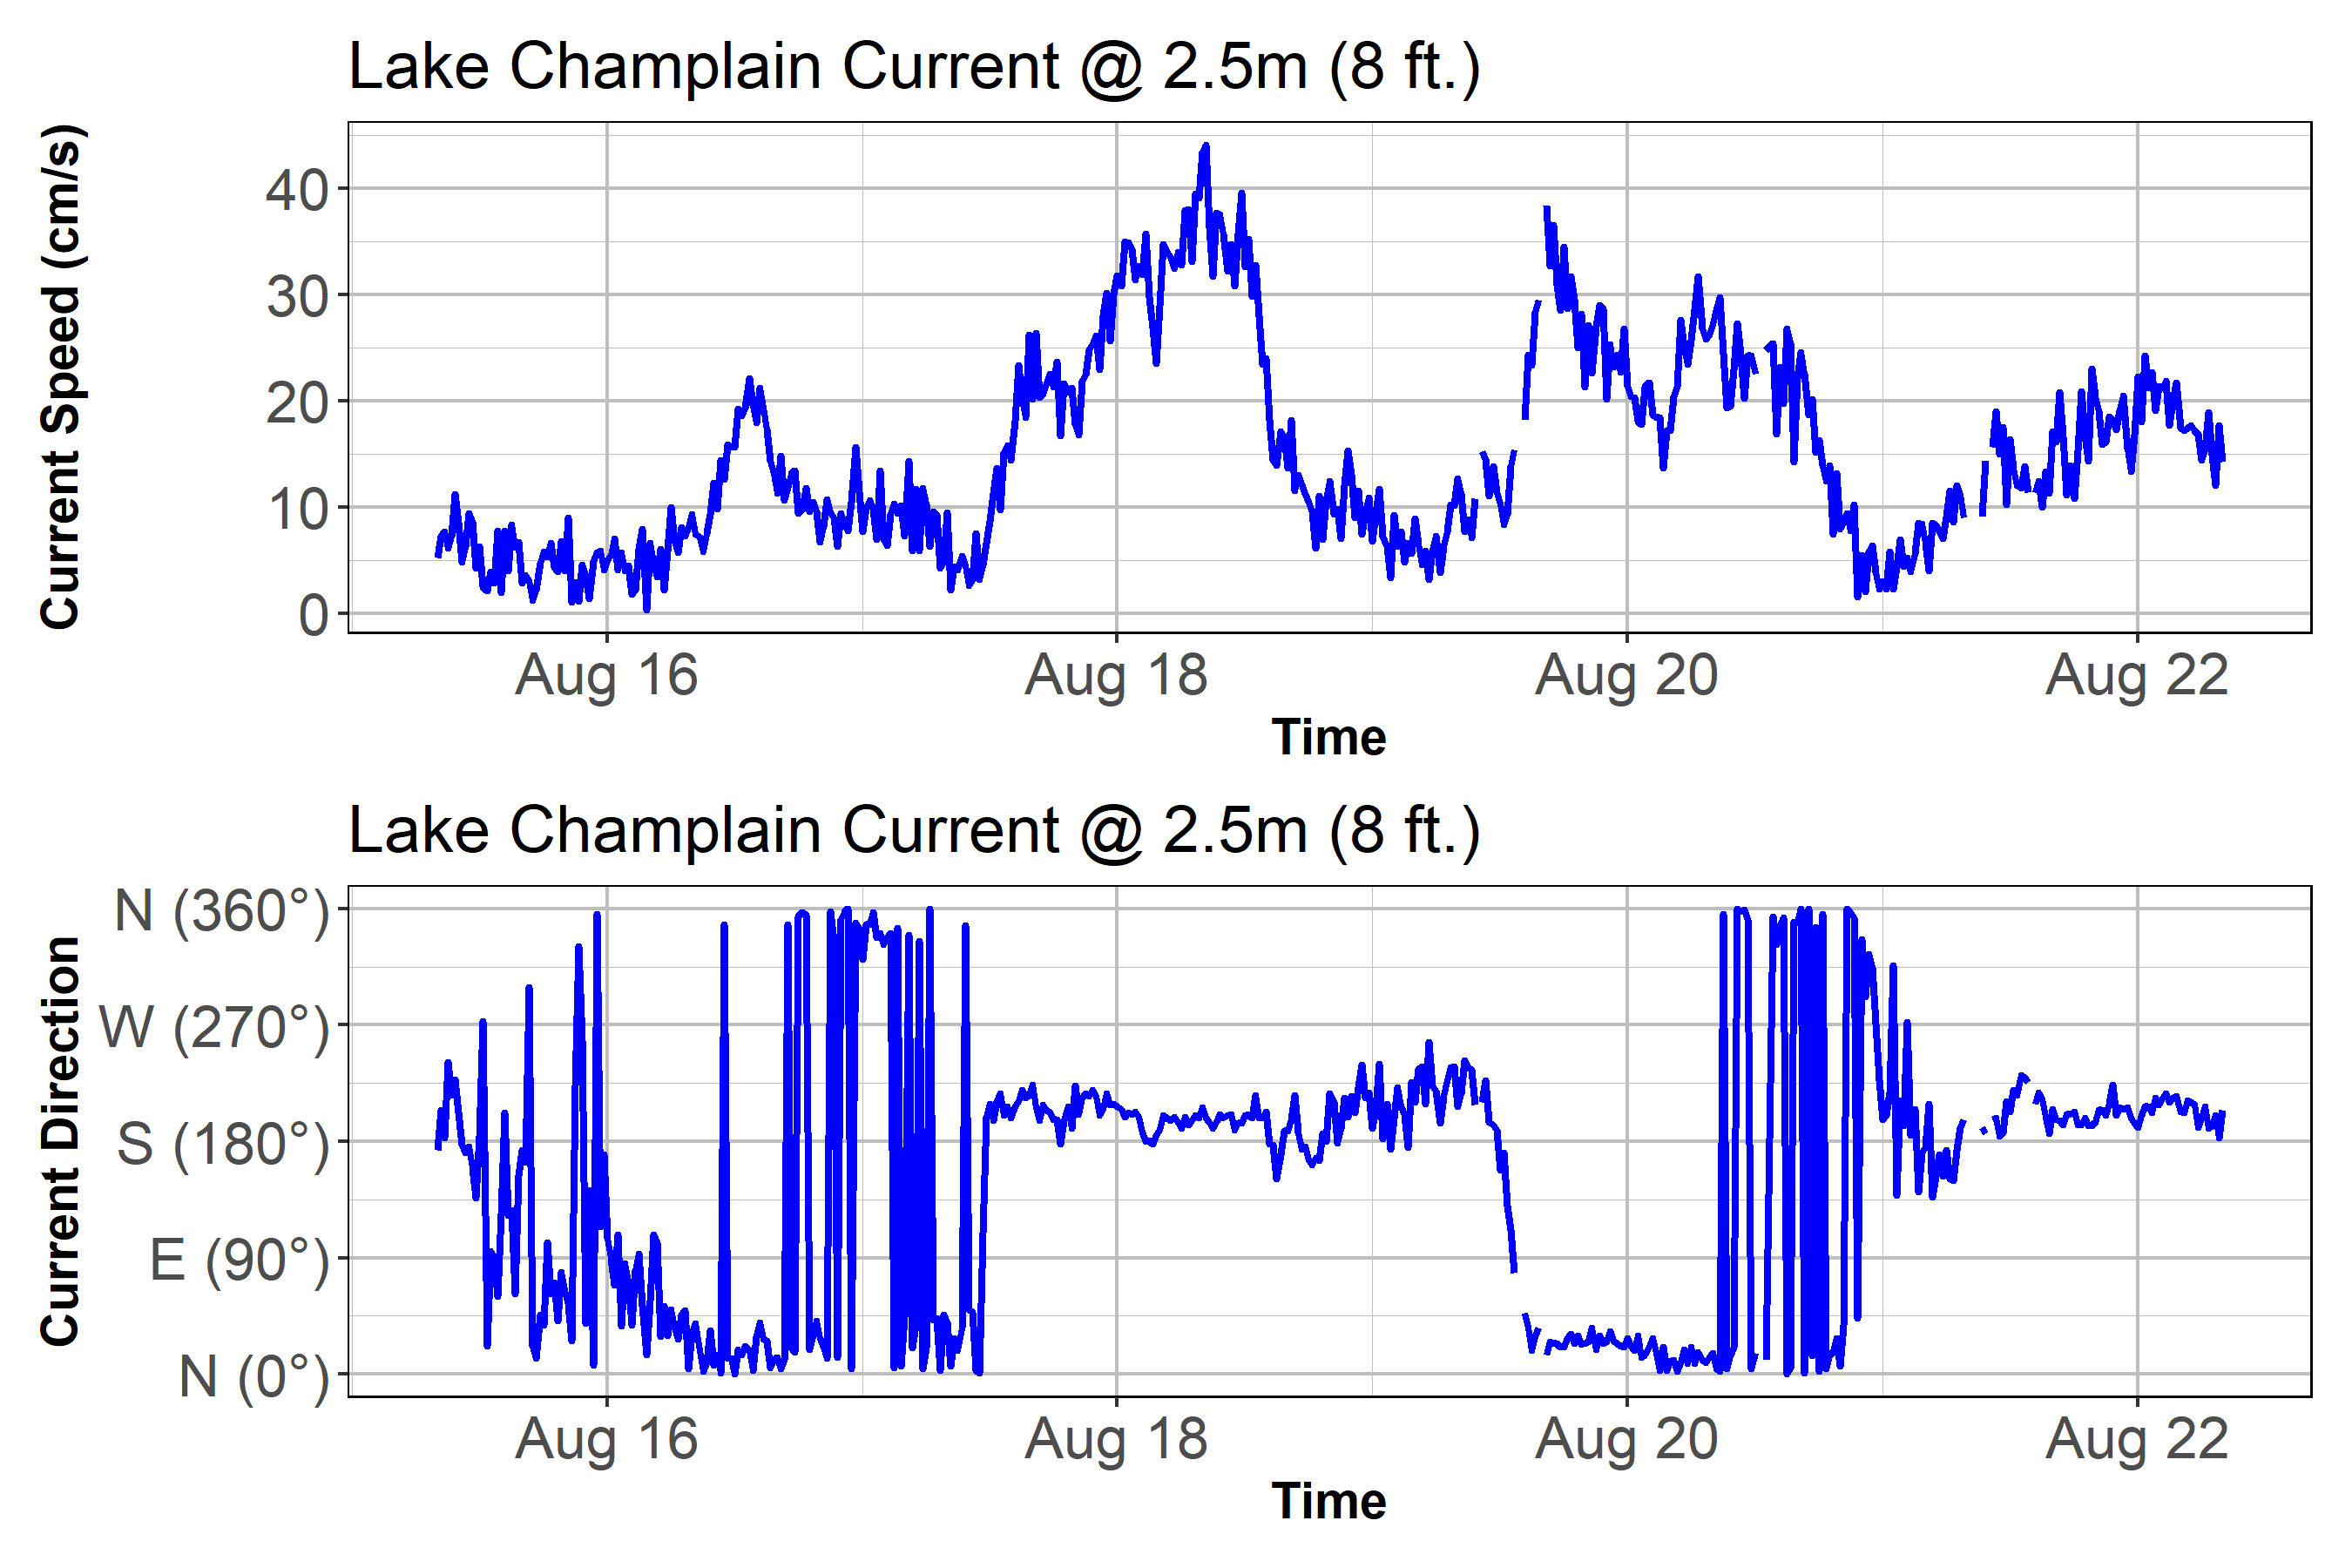 Lake Champlain Current @ 2.5m (8 ft.)
Current Speed (cm/s)
40
30
20
10
0
Aug 16 Aug 18 Aug 20 Aug 22
Time
Lake Champlain Current @ 2.5m (8 ft.)
Current Direction
N (360°)
W (270°)
S (180°)
E (90°)
N (0°)
Aug 16 Aug 18 Aug 20 Aug 22
Time